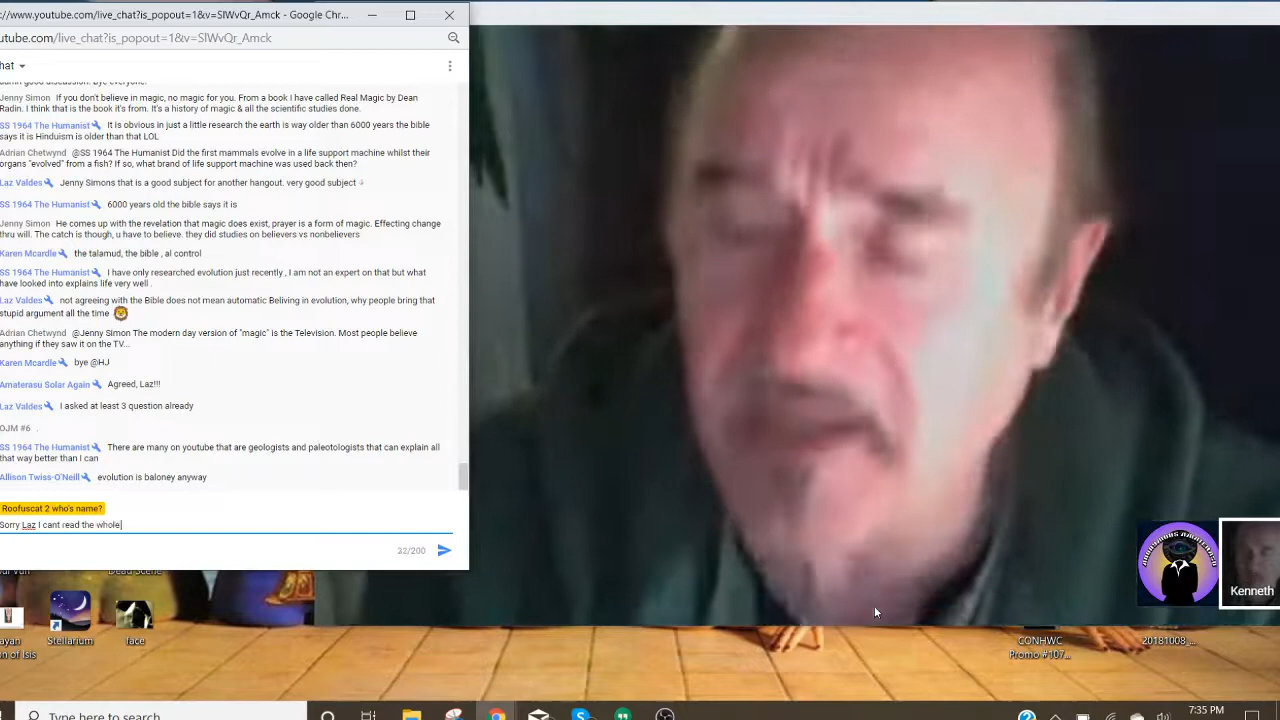 ://www.youtube.com/live_chat?is_popout=1&v=SlWvQr_Amck - Google Chr...
utube.com/live_chat?is_popout=1&v=SlWvQr_Amck
hat
damn good discussion. bye everyone.
Jenny Simon If you don't believe in magic, no magic for you. From a book I have called Real Magic by Dean
Radin. I think that is the book it's from. It's a history of magic & all the scientific studies done.
SS 1964 The Humanist It is obvious in just a little research the earth is way older than 6000 years the bible
says it is Hinduism is older than that LOL
Adrian Chetwynd @SS 1964 The Humanist Did the first mammals evolve in a life support machine whilst their
organs "evolved" from a fish? If so, what brand of life support machine was used back then?
Laz Valdes Jenny Simons that is a good subject for another hangout. very good subject
SS 1964 The Humanist 6000 years old the bible says it is
Jenny Simon He comes up with the revelation that magic does exist, prayer is a form of magic. Effecting change
thru will. The catch is though, u have to believe. they did studies on believers vs nonbelievers
Karen Mcardle the talamud, the bible , al control
SS 1964 The Humanist I have only researched evolution just recently , I am not an expert on that but what
have looked into explains life very well .
Laz Valdes not agreeing with the Bible does not mean automatic Beliving in evolution, why people bring that
stupid argument all the time
Adrian Chetwynd @Jenny Simon The modern day version of "magic" is the Television. Most people believe
anything if they saw it on the TV...
Karen Mcardle bye @HJ
Amaterasu Solar Again Agreed, Laz!!!
Laz Valdes I asked at least 3 question already
OJM #6 .
SS 1964 The Humanist There are many on youtube that are geologists and paleotologists that can explain all
that way better than I can
Allison Twiss-O'Neill evolution is baloney anyway
Roofuscat 2 who's name?
Sorry Laz I cant read the whole
22/200
Dead Scene
Kenneth
ayan
on of Isis
Stellarium
face
CONHWC
Promo #107...
20181008_...
Type here to search
7:35 PM